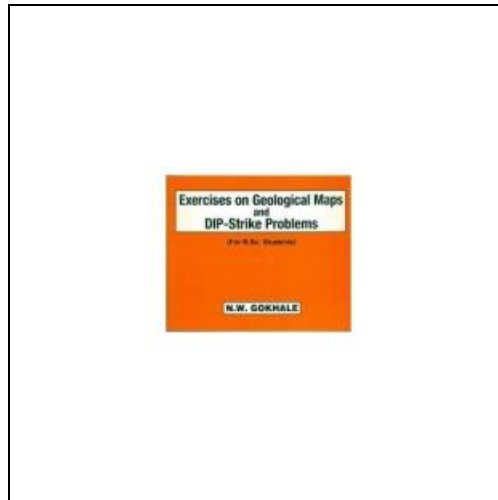 Exercises on Geological Maps
and
DIP-Strike Problems
(For B.Sc. Students)
N.W. GOKHALE